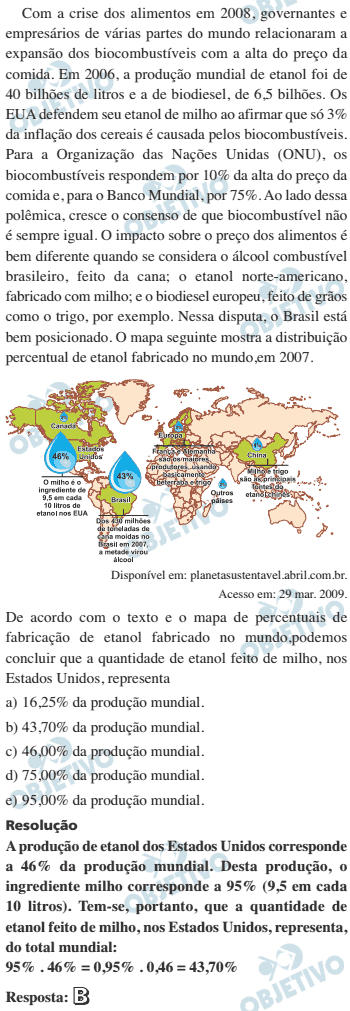 Com a crise dos alimentos em 2008, governantes e
empresários de várias partes do mundo relacionaram a
expansão dos biocombustíveis com a alta do preço da
comida. Em 2006, a produção mundial de etanol foi de
40 bilhões de litros e a de biodiesel, de 6,5 bilhões. Os
EUA defendem seu etanol de milho ao afirmar que só 3%
da inflação dos cereais é causada pelos biocombustíveis.
Para a Organização das Nações Unidas (ONU), os
biocombustíveis respondem por 10% da alta do preço da
comida e, para o Banco Mundial, por 75%. Ao lado dessa
polêmica, cresce o consenso de que biocombustível não
é sempre igual. O impacto sobre o preço dos alimentos é
bem diferente quando se considera o álcool combustível
brasileiro, feito da cana; o etanol norte-americano,
fabricado com milho; e o biodiesel europeu, feito de grãos
como o trigo, por exemplo. Nessa disputa, o Brasil está
bem posicionado. O mapa seguinte mostra a distribuição
percentual de etanol fabricado no mundo,em 2007.
Canadá
Estados
Unidos
46%
O milho é o
ingrediente de
9,5 em cada
10 litros de
etanol nos EUA
43%
Brasil
Dos 430 milhões
de toneladas de
cana moídas no
Brasil em 2007,
a metade virou
álcool
Europa
França e Alemanha
são os maiores
produtores, usando
basicamente
beterraba e trigo
China
Milho e trigo
são as principais
fontes do
etanol chinês
Outros
países
Disponível em: planetasustentavel.abril.com.br.
Acesso em: 29 mar. 2009.
De acordo com o texto e o mapa de percentuais de
fabricação de etanol fabricado no mundo,podemos
concluir que a quantidade de etanol feito de milho, nos
Estados Unidos, representa
a) 16,25% da produção mundial.
b) 43,70% da produção mundial.
c) 46,00% da produção mundial.
d) 75,00% da produção mundial.
e) 95,00% da produção mundial.
Resolução
A produção de etanol dos Estados Unidos corresponde
a 46% da produção mundial. Desta produção, o
ingrediente milho corresponde a 95% (9,5 em cada
10 litros). Tem-se, portanto, que a quantidade de
etanol feito de milho, nos Estados Unidos, representa,
do total mundial:
95% . 46% = 0,95% . 0,46 = 43,70%
Resposta: B
OBJETIVO